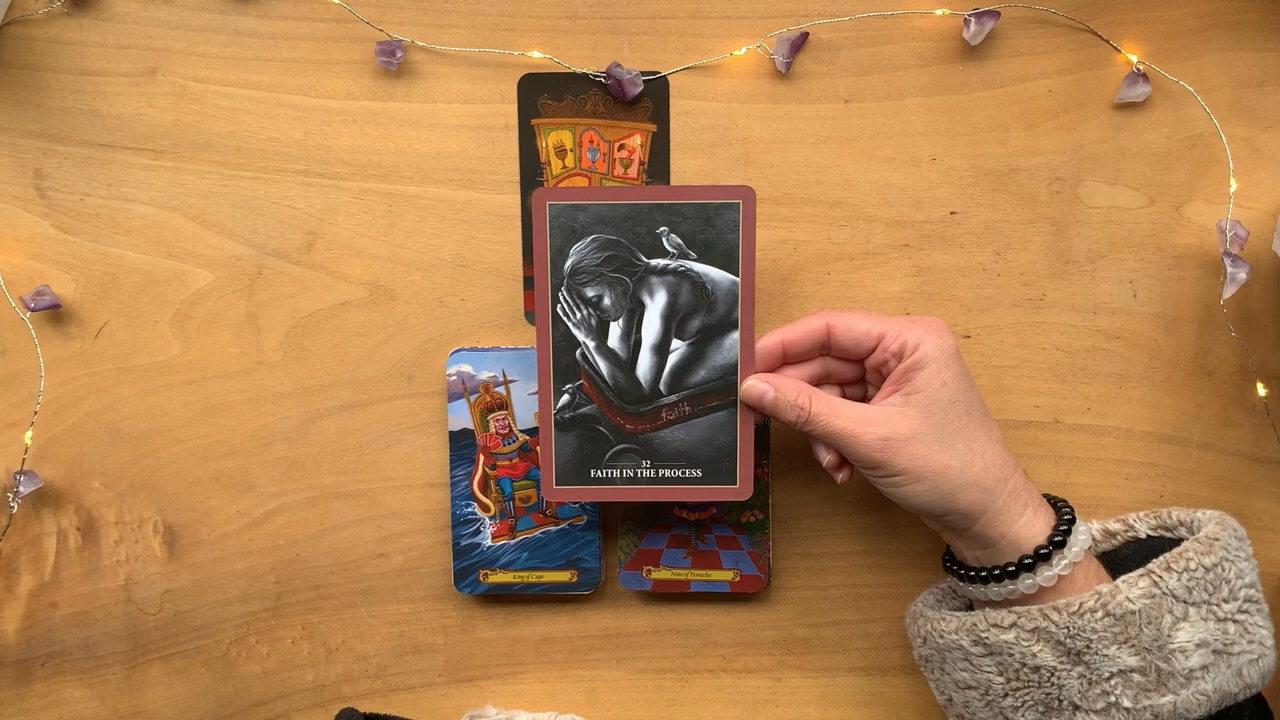 faith
32
FAITH IN THE PROCESS
King of Cups
Nine of Pentacles